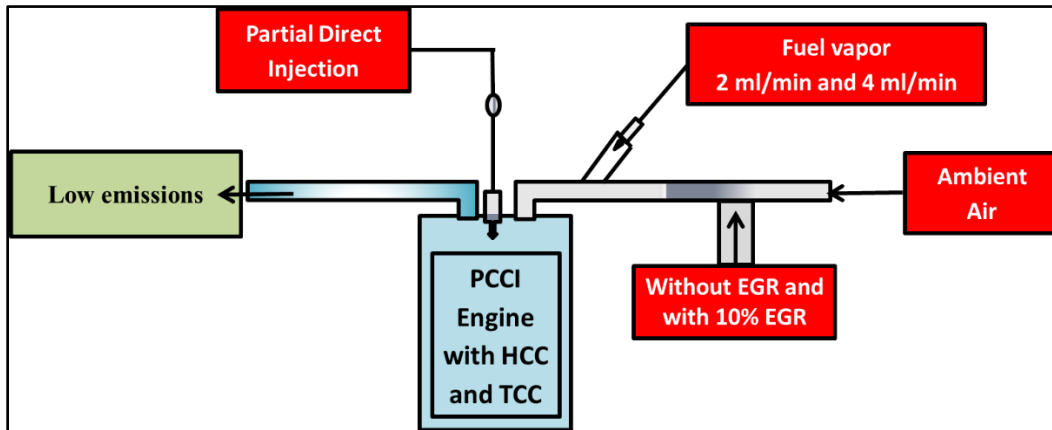 Partial Direct
Injection
Fuel vapor
2 ml/min and 4 ml/min
Low emissions
Ambient
Air
PCCI
Engine
with HCC
and TCC
Without EGR and
with 10% EGR